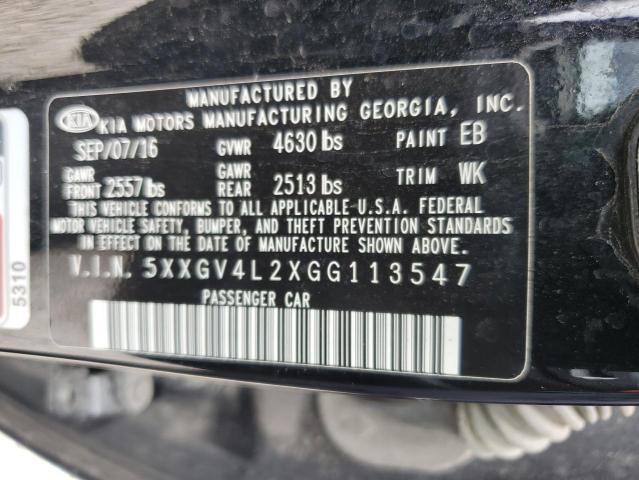 MANUFACTURED BY
KIA KIA MOTORS MANUFACTURING GEORGIA, INC.
SEP/07/16 GVWR 4630 lbs PAINT EB
GAWR FRONT 2557 lbs GAWR REAR 2513 lbs TRIM WK
THIS VEHICLE CONFORMS TO ALL APPLICABLE U.S.A. FEDERAL
MOTOR VEHICLE SAFETY, BUMPER, AND THEFT PREVENTION STANDARDS
IN EFFECT ON THE DATE OF MANUFACTURE SHOWN ABOVE.
V.I.N. 5XXGV4L2XGG113547
PASSENGER CAR
5310